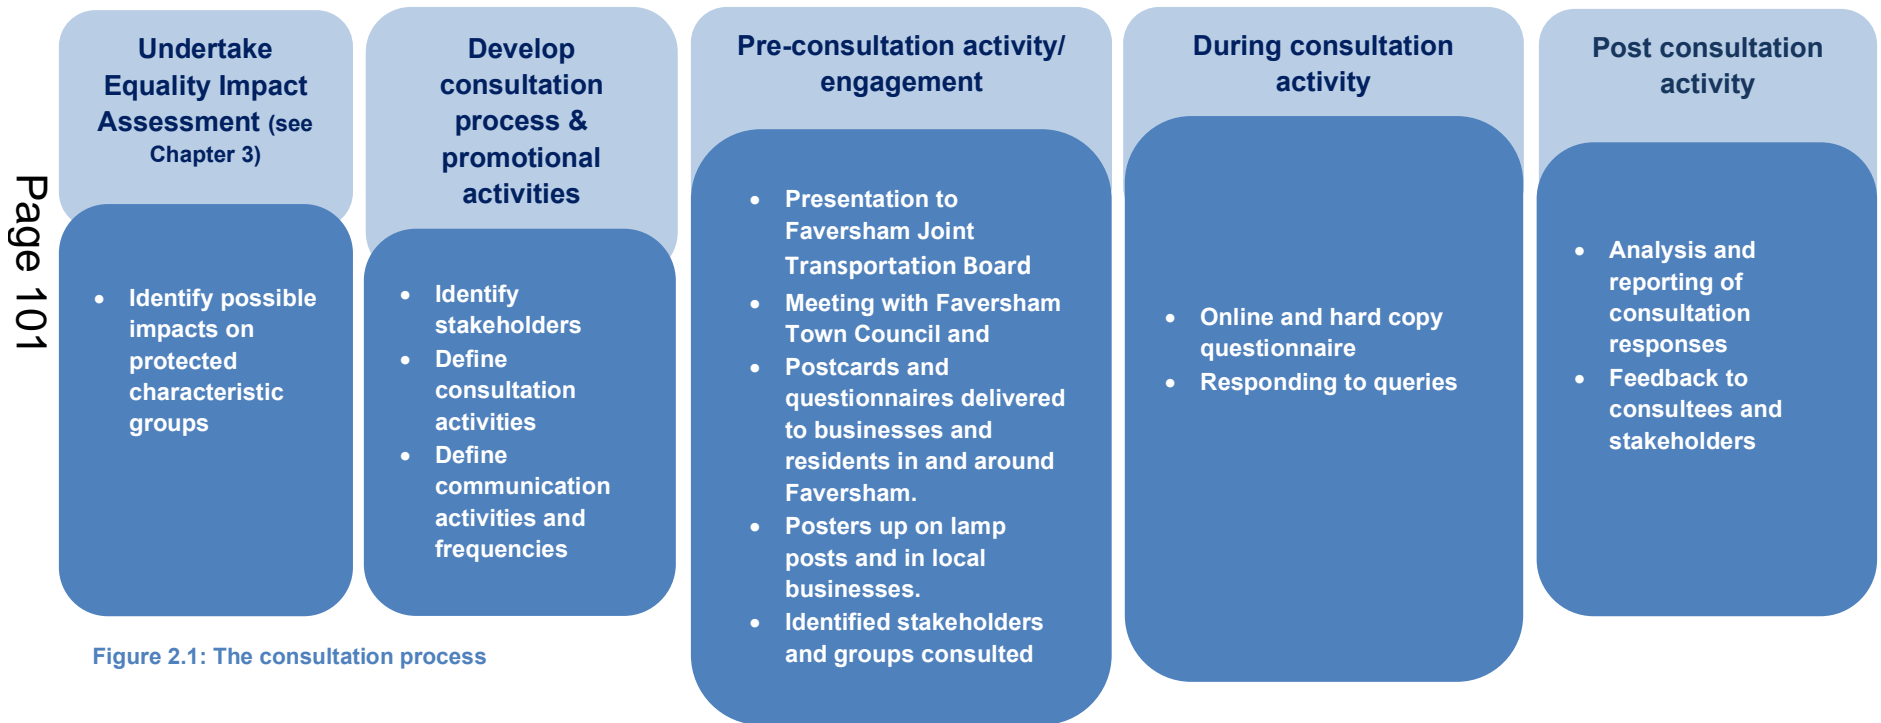 Page 101
Undertake
Equality Impact
Assessment (see
Chapter 3)
• Identify possible
impacts on
protected
characteristic
groups
Develop
consultation
process &
promotional
activities
• Identify
stakeholders
• Define
consultation
activities
• Define
communication
activities and
frequencies
Pre-consultation activity/
engagement
• Presentation to
Faversham Joint
Transportation Board
• Meeting with Faversham
Town Council and
• Postcards and
questionnaires delivered
to businesses and
residents in and around
Faversham.
• Posters up on lamp
posts and in local
businesses.
• Identified stakeholders
and groups consulted
During consultation
activity
• Online and hard copy
questionnaire
• Responding to queries
Post consultation
activity
• Analysis and
reporting of
consultation
responses
• Feedback to
consultees and
stakeholders
Figure 2.1: The consultation process